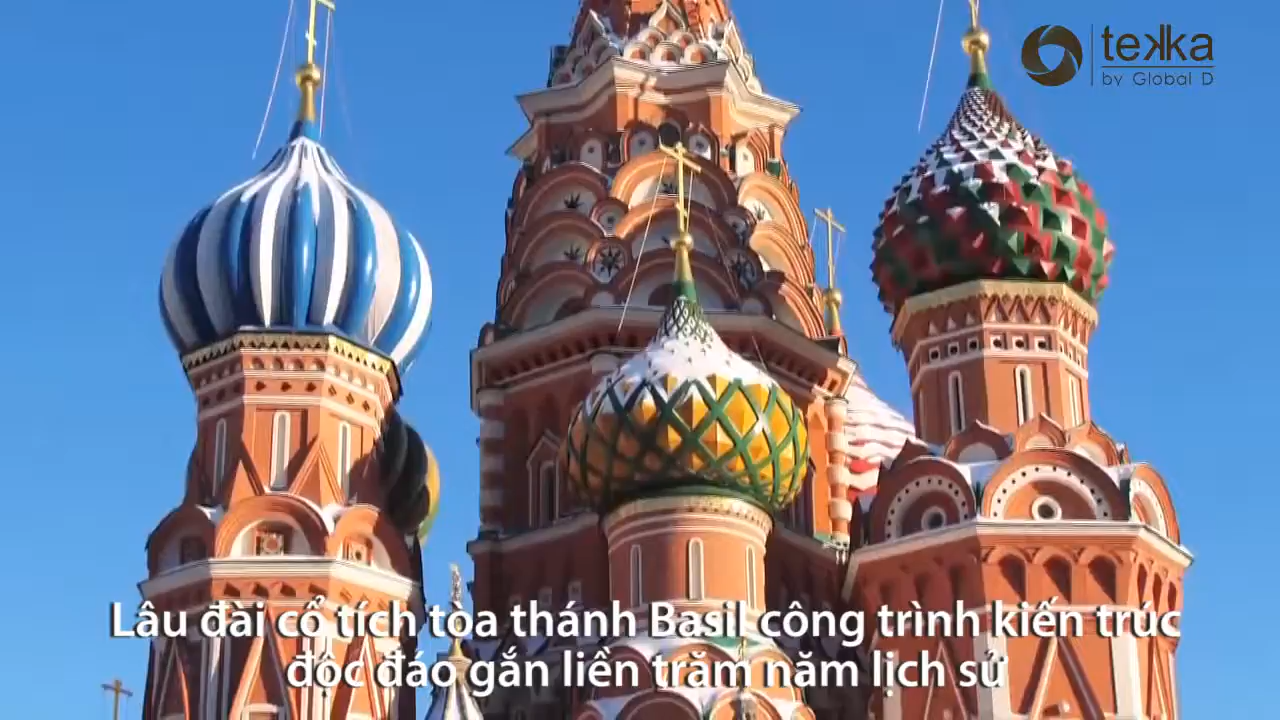 tekka
by Global D
Lâu đài cổ tích tòa thánh Basil công trình kiến trúc
độc đáo gắn liền trăm năm lịch sử